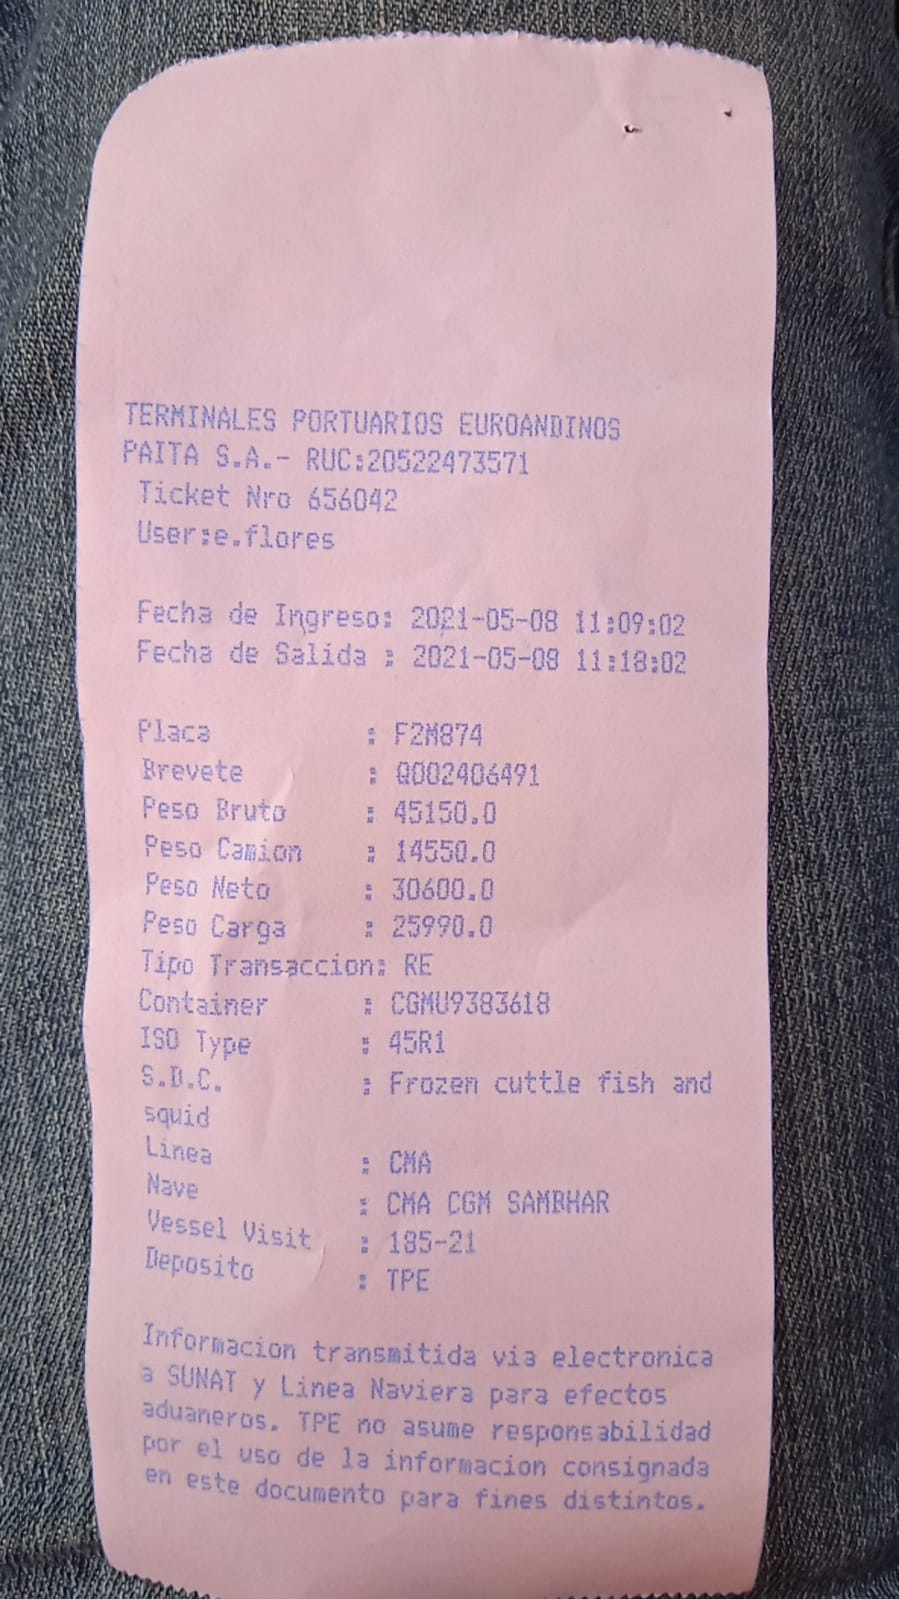 TERMINALES PORTUARIOS EUROANDINOS
PAITA S.A.- RUC:20522473571
Ticket Nro 656042
User:e.flores
Fecha de Ingreso: 2021-05-08 11:09:02
Fecha de Salida : 2021-05-08 11:18:02
Placa : F2M874
Brevete : Q002406491
Peso Bruto : 45150.0
Peso Camion : 14550.0
Peso Neto : 30600.0
Peso Carga : 25990.0
Tipo Transaccion: RE
Container : CGMU9383618
ISO Type : 45R1
S.D.C. : Frozen cuttle fish and
squid
Linea : CMA
Nave : CMA CGM SAMBHAR
Vessel Visit : 185-21
Deposito : TPE
Informacion transmitida via electronica
a SUNAT y Linea Naviera para efectos
aduaneros. TPE no asume responsabilidad
por el uso de la informacion consignada
en este documento para fines distintos.